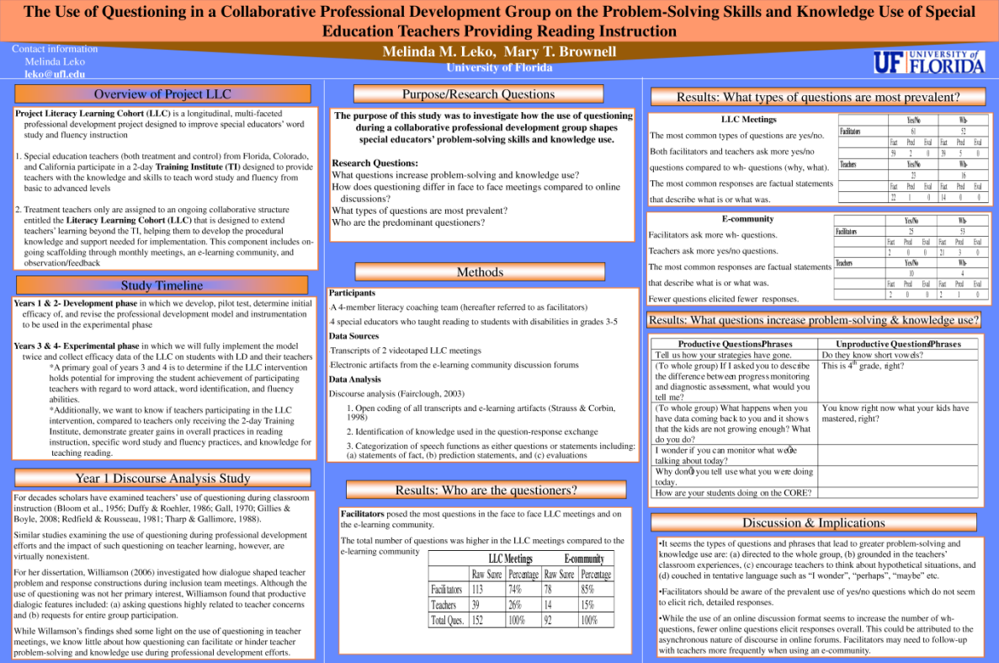 The Use of Questioning in a Collaborative Professional Development Group on the Problem-Solving Skills and Knowledge Use of Special
Education Teachers Providing Reading Instruction
Contact information
Melinda Leko
leko@ufl.edu
Melinda M. Leko, Mary T. Brownell
University of Florida
UF UNIVERSITY of
FLORIDA
Overview of Project LLC
Project Literacy Learning Cohort (LLC) is a longitudinal, multi-faceted
professional development project designed to improve special educators' word
study and fluency instruction
1. Special education teachers (both treatment and control) from Florida, Colorado,
and California participate in a 2-day Training Institute (TI) designed to provide
teachers with the knowledge and skills to teach word study and fluency from
basic to advanced levels
2. Treatment teachers only are assigned to an ongoing collaborative structure
entitled the Literacy Learning Cohort (LLC) that is designed to extend
teachers' learning beyond the TI, helping them to develop the procedural
knowledge and support needed for implementation. This component includes on-
going scaffolding through monthly meetings, an e-learning community, and
observation/feedback
Study Timeline
Years 1 & 2- Development phase in which we develop, pilot test, determine initial
efficacy of, and revise the professional development model and instrumentation
to be used in the experimental phase
Years 3 & 4- Experimental phase in which we will fully implement the model
twice and collect efficacy data of the LLC on students with LD and their teachers
*A primary goal of years 3 and 4 is to determine if the LLC intervention
holds potential for improving the student achievement of participating
teachers with regard to word attack, word identification, and fluency
abilities.
*Additionally, we want to know if teachers participating in the LLC
intervention, compared to teachers only receiving the 2-day Training
Institute, demonstrate greater gains in overall practices in reading
instruction, specific word study and fluency practices, and knowledge for
teaching reading.
Year 1 Discourse Analysis Study
For decades scholars have examined teachers' use of questioning during classroom
instruction (Bloom et al., 1956; Duffy & Roehler, 1986; Gall, 1970; Gillies &
Boyle, 2008; Redfield & Rousseau, 1981; Tharp & Gallimore, 1988).
Similar studies examining the use of questioning during professional development
efforts and the impact of such questioning on teacher learning, however, are
virtually nonexistent.
For her dissertation, Williamson (2006) investigated how dialogue shaped teacher
problem and response constructions during inclusion team meetings. Although the
use of questioning was not her primary interest, Williamson found that productive
dialogic features included: (a) asking questions highly related to teacher concerns
and (b) requests for entire group participation.
While Willamson's findings shed some light on the use of questioning in teacher
meetings, we know little about how questioning can facilitate or hinder teacher
problem-solving and knowledge use during professional development efforts.
Purpose/Research Questions
The purpose of this study was to investigate how the use of questioning
during a collaborative professional development group shapes
special educators' problem-solving skills and knowledge use.
Research Questions:
What questions increase problem-solving and knowledge use?
How does questioning differ in face to face meetings compared to online
discussions?
What types of questions are most prevalent?
Who are the predominant questioners?
Methods
Participants
·A 4-member literacy coaching team (hereafter referred to as facilitators)
·4 special educators who taught reading to students with disabilities in grades 3-5
Data Sources
·Transcripts of 2 videotaped LLC meetings
·Electronic artifacts from the e-learning community discussion forums
Data Analysis
Discourse analysis (Fairclough, 2003)
1. Open coding of all transcripts and e-learning artifacts (Strauss & Corbin,
1998)
2. Identification of knowledge used in the question-response exchange
3. Categorization of speech functions as either questions or statements including:
(a) statements of fact, (b) prediction statements, and (c) evaluations
Results: Who are the questioners?
Facilitators posed the most questions in the face to face LLC meetings and on
the e-learning community.
The total number of questions was higher in the LLC meetings compared to the
e-learning community
LLC Meetings E-community
Raw Score Percentage Raw Score Percentage
Facilitators 113 74% 78 85%
Teachers 39 26% 14 15%
Total Ques. 152 100% 92 100%
Results: What types of questions are most prevalent?
LLC Meetings
The most common types of questions are yes/no.
Both facilitators and teachers ask more yes/no
questions compared to wh- questions (why, what).
The most common responses are factual statements
that describe what is or what was.
Yes/No Wh-
Facilitators 61 52
Fact Pred Eval Fact Pred Eval
59 2 0 39 5 0
Teachers Yes/No Wh-
23 16
Fact Pred Eval Fact Pred Eval
22 1 0 14 0 0
E-community
Facilitators ask more wh- questions.
Teachers ask more yes/no questions.
The most common responses are factual statements
that describe what is or what was.
Fewer questions elicited fewer responses.
Yes/No Wh-
Facilitators 25 53
Fact Pred Eval Fact Pred Eval
2 0 0 21 3 0
Teachers Yes/No Wh-
10 4
Fact Pred Eval Fact Pred Eval
2 0 0 2 1 0
Results: What questions increase problem-solving & knowledge use?
Productive Questions/Phrases Unproductive Question/Phrases
Tell us how your strategies have gone. Do they know short vowels?
(To whole group) If I asked you to describe This is 4th grade, right?
the difference between progress monitoring
and diagnostic assessment, what would you
tell me?
(To whole group) What happens when you You know right now what your kids have
have data coming back to you and it shows mastered, right?
that the kids are not growing enough? What
do you do?
I wonder if you can monitor what we're
talking about today?
Why don't you tell us what you were doing
today.
How are your students doing on the CORE?
Discussion & Implications
•It seems the types of questions and phrases that lead to greater problem-solving and
knowledge use are: (a) directed to the whole group, (b) grounded in the teachers'
classroom experiences, (c) encourage teachers to think about hypothetical situations, and
(d) couched in tentative language such as "I wonder", "perhaps", "maybe" etc.
•Facilitators should be aware of the prevalent use of yes/no questions which do not seem
to elicit rich, detailed responses.
•While the use of an online discussion format seems to increase the number of wh-
questions, fewer online questions elicit responses overall. This could be attributed to the
asynchronous nature of discourse in online forums. Facilitators may need to follow-up
with teachers more frequently when using an e-community.